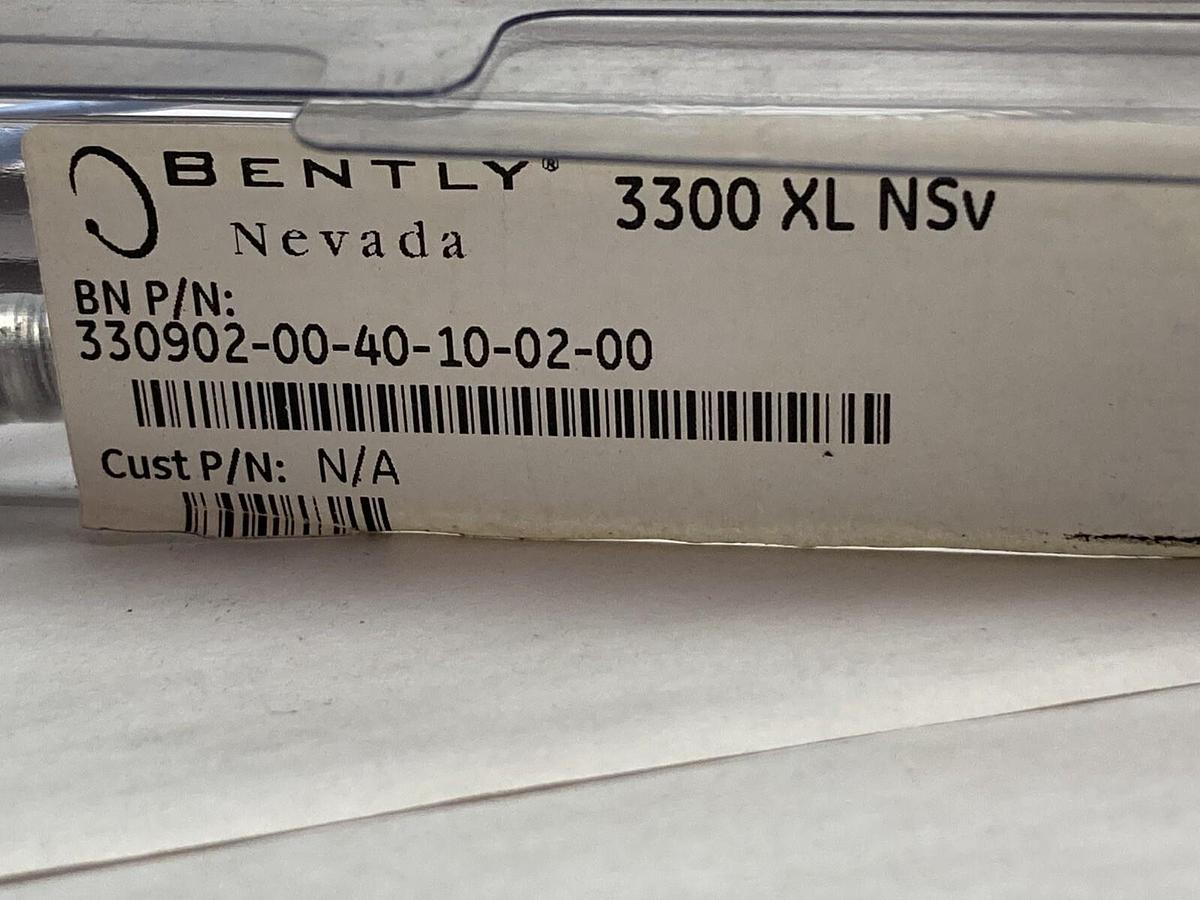 BENTLY®
Nevada
3300 XL NSv
BN P/N:
330902-00-40-10-02-00
Cust P/N: N/A